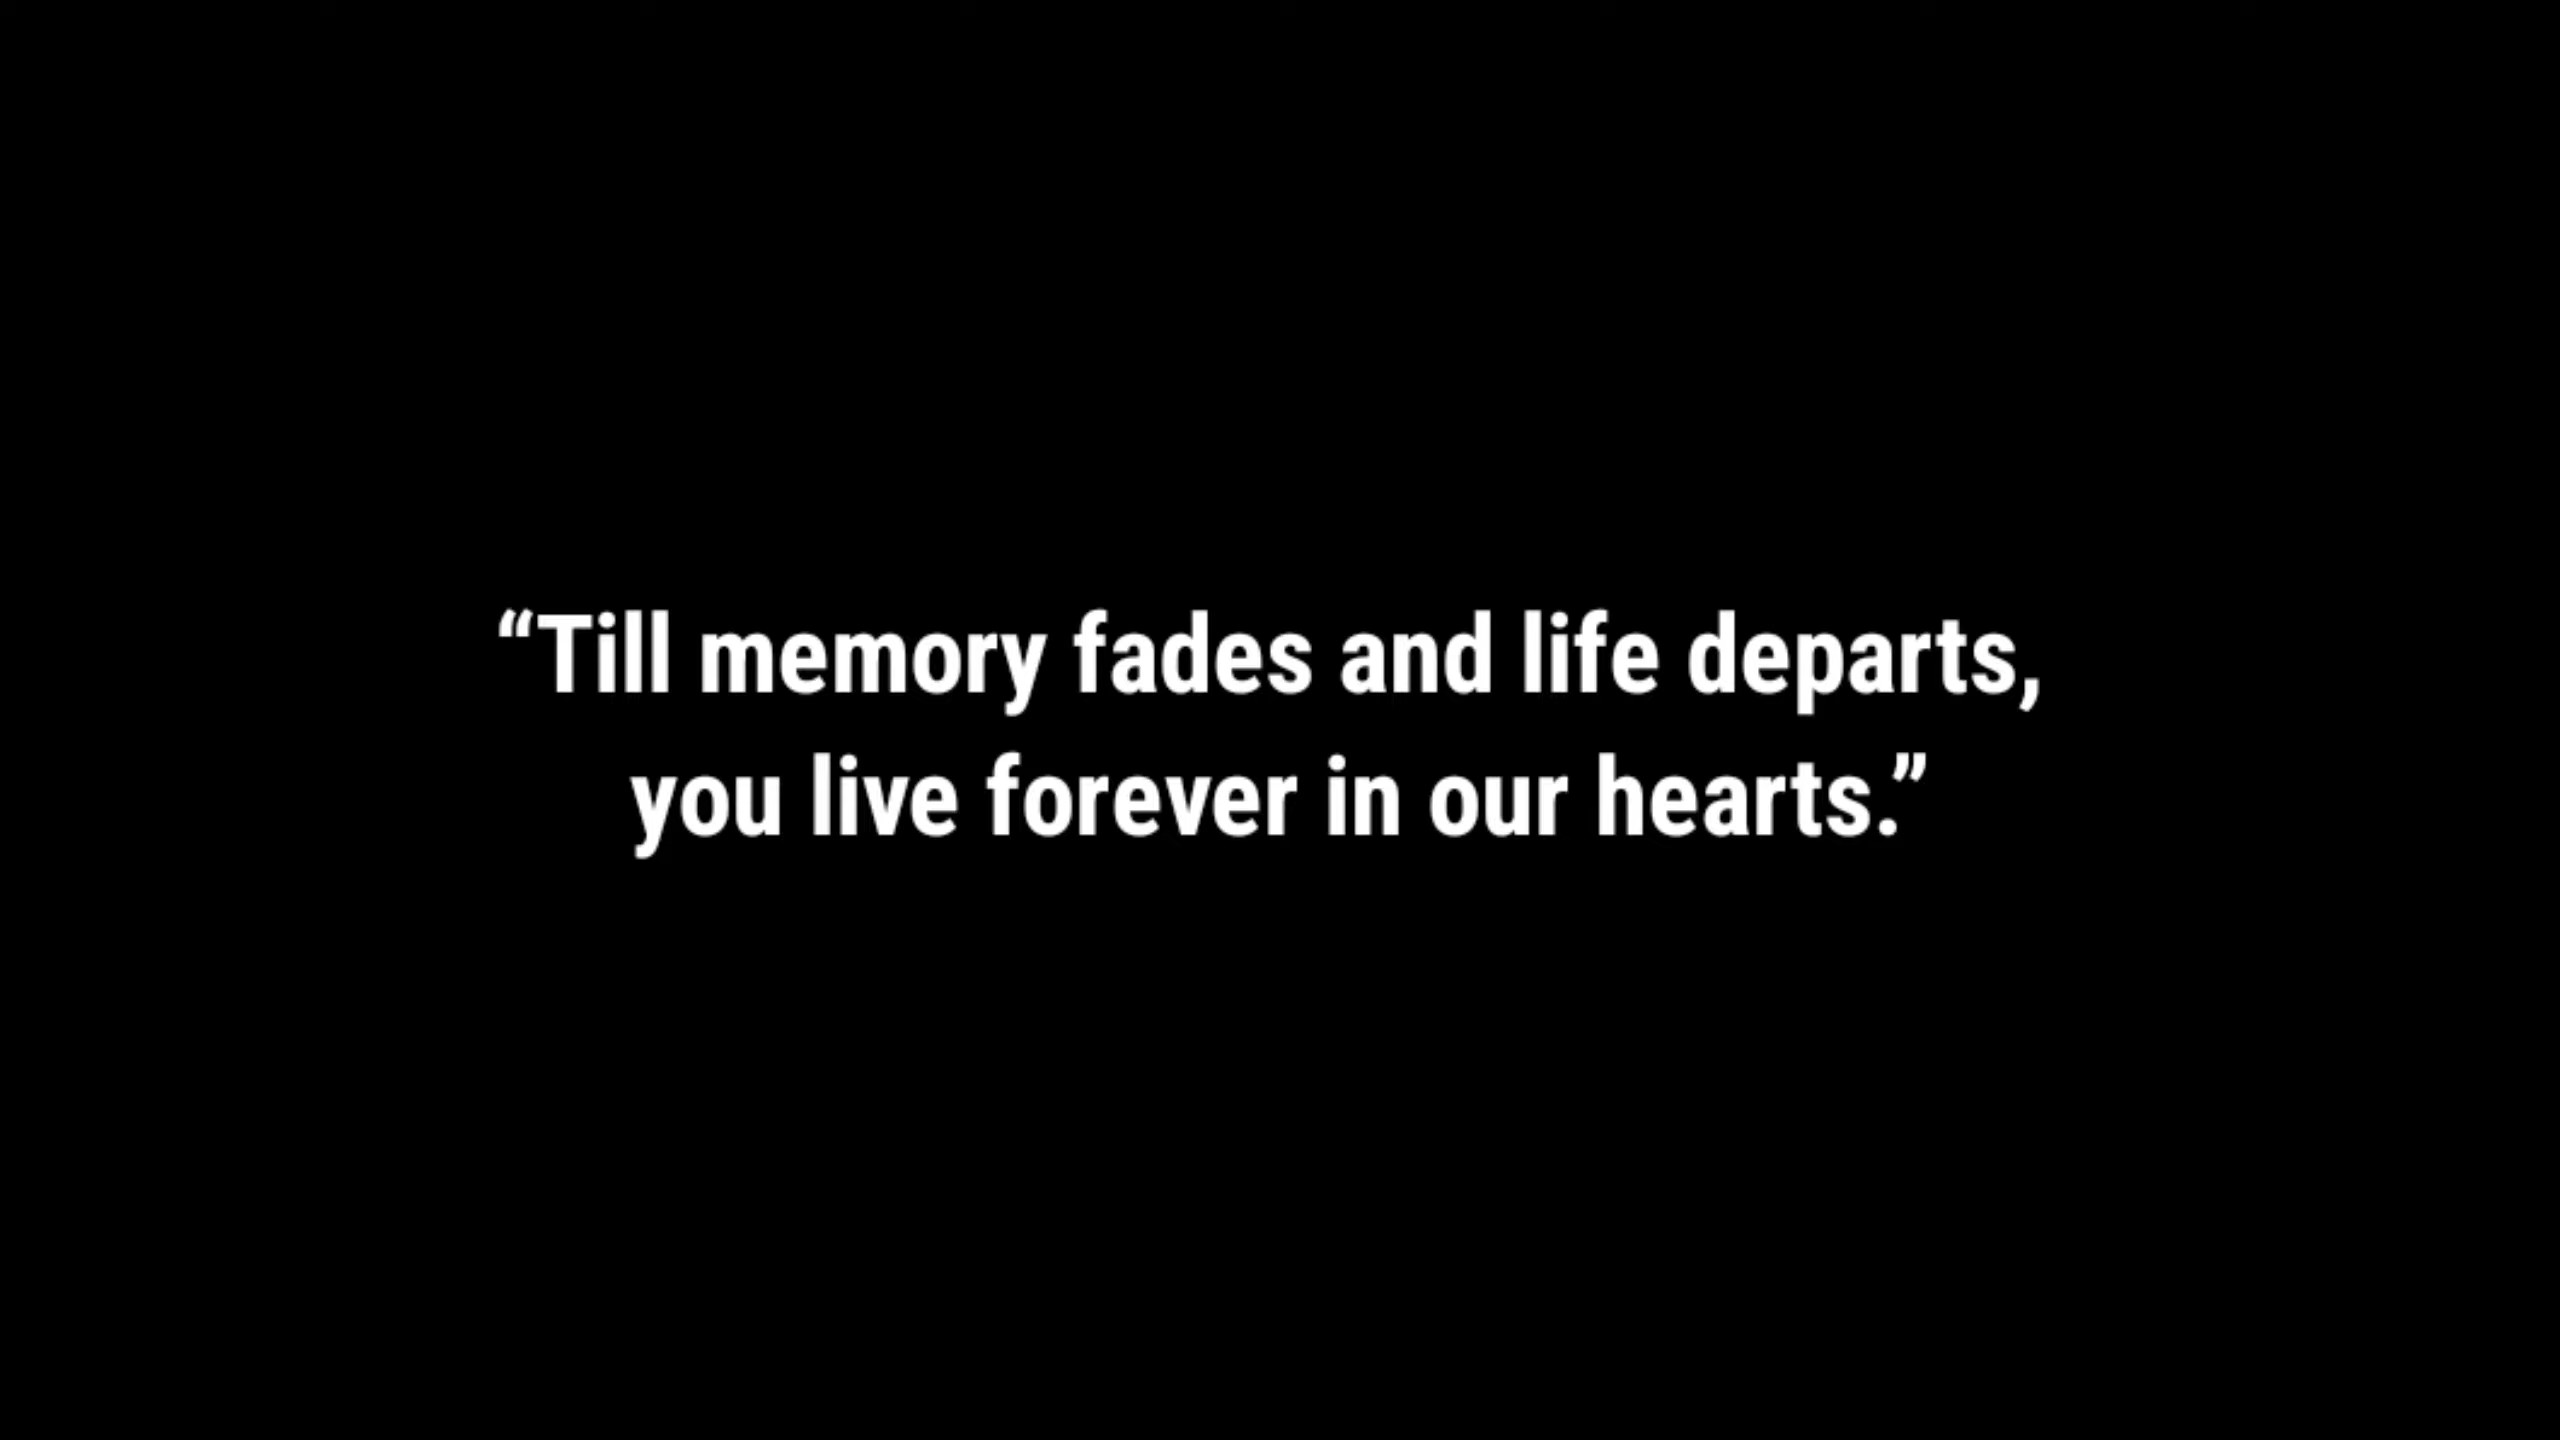 “Till memory fades and life departs,
you live forever in our hearts.”